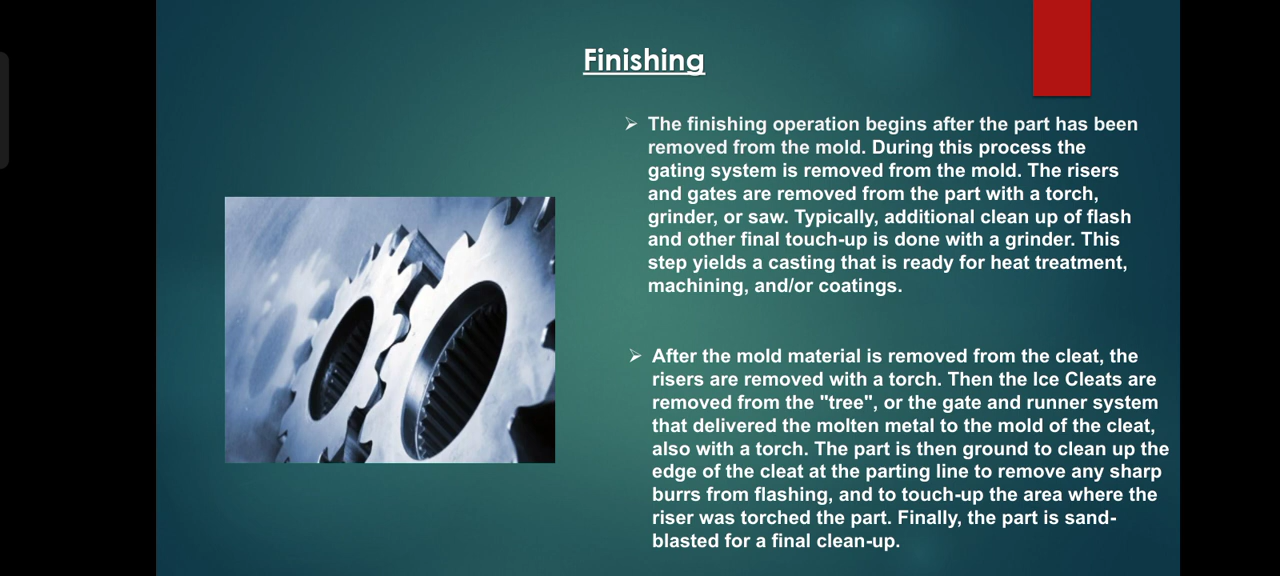 Finishing
The finishing operation begins after the part has been
removed from the mold. During this process the
gating system is removed from the mold. The risers
and gates are removed from the part with a torch,
grinder, or saw. Typically, additional clean up of flash
and other final touch-up is done with a grinder. This
step yields a casting that is ready for heat treatment,
machining, and/or coatings.
After the mold material is removed from the cleat, the
risers are removed with a torch. Then the Ice Cleats are
removed from the "tree", or the gate and runner system
that delivered the molten metal to the mold of the cleat,
also with a torch. The part is then ground to clean up the
edge of the cleat at the parting line to remove any sharp
burrs from flashing, and to touch-up the area where the
riser was torched the part. Finally, the part is sand-
blasted for a final clean-up.